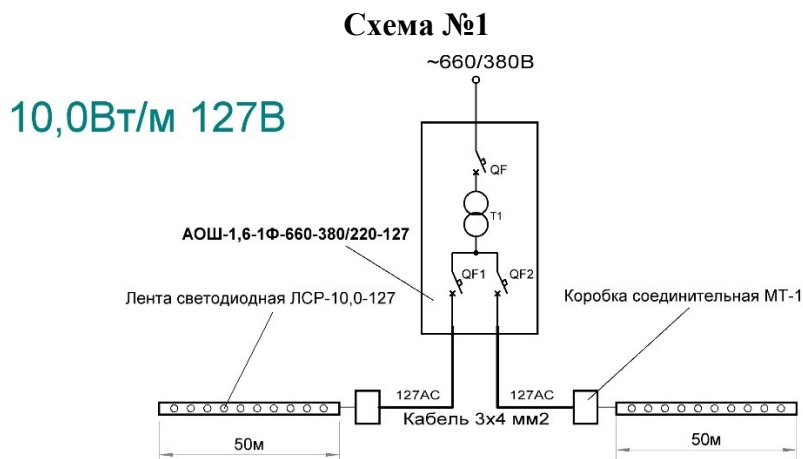 Схема №1
~660/380В
10,0Вт/м 127В
QF
T1
АОШ-1,6-1Ф-660-380/220-127
QF1
QF2
Лента светодиодная ЛСР-10,0-127
Коробка соединительная МТ-1
127АС
127АС
Кабель 3х4 мм2
50м
50м